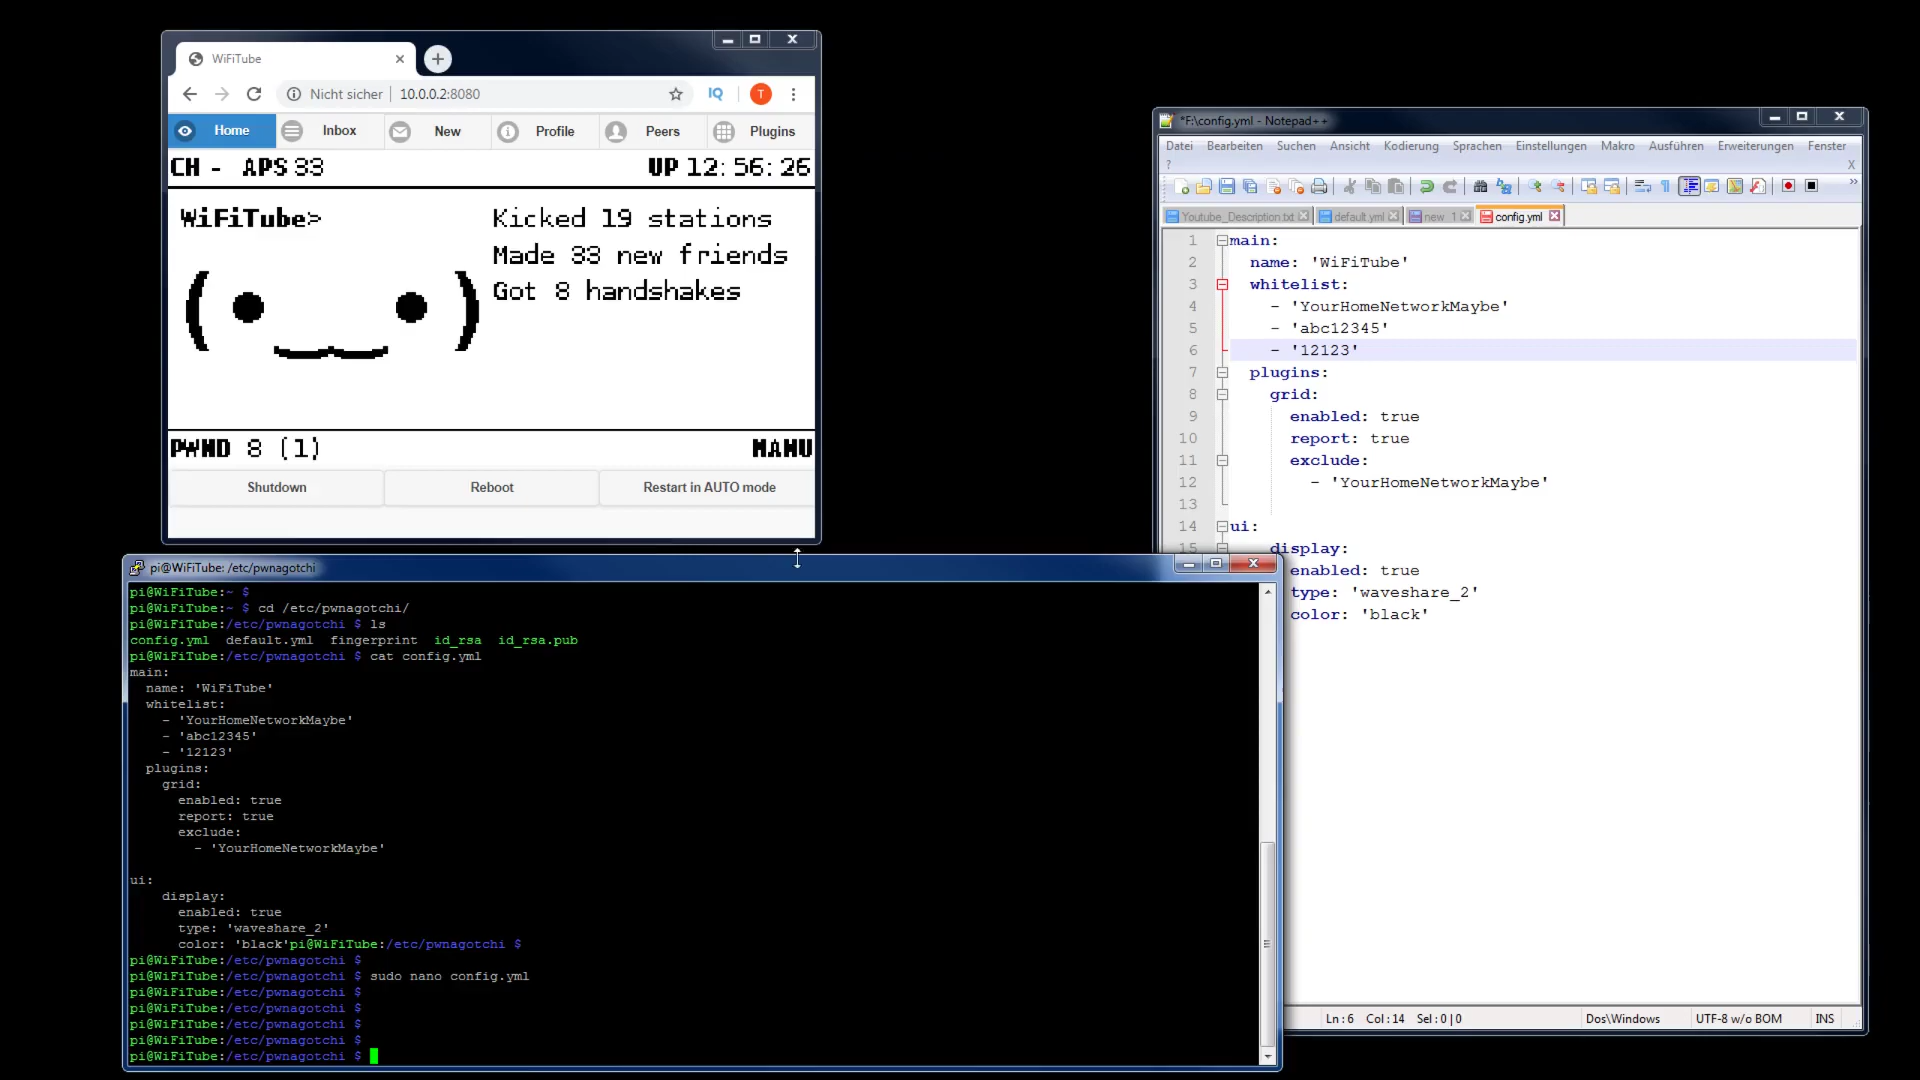 WiFiTube
Nicht sicher | 10.0.0.2:8080
IQ
T
Home
Inbox
New
Profile
Peers
Plugins
CH - APS 33
UP 12:56:26
WiFiTube>
Kicked 19 stations
Made 33 new friends
Got 8 handshakes
PWND 8 (1)
MANU
Shutdown
Reboot
Restart in AUTO mode
*F:\config.yml - Notepad++
Datei Bearbeiten Suchen Ansicht Kodierung Sprachen Einstellungen Makro Ausführen Erweiterungen Fenster
? X
Youtube_Description.txt
default.yml
new 1
config.yml
1 main:
2 name: 'WiFiTube'
3 whitelist:
4 - 'YourHomeNetworkMaybe'
5 - 'abc12345'
6 - '12123'
7 plugins:
8 grid:
9 enabled: true
10 report: true
11 exclude:
12 - 'YourHomeNetworkMaybe'
13
14 ui:
15 display:
enabled: true
type: 'waveshare_2'
color: 'black'
Ln:6 Col:14 Sel:0|0
Dos\Windows
UTF-8 w/o BOM
INS
pi@WiFiTube: /etc/pwnagotchi
pi@WiFiTube:~ $
pi@WiFiTube:~ $ cd /etc/pwnagotchi/
pi@WiFiTube:/etc/pwnagotchi $ ls
config.yml default.yml fingerprint id_rsa id_rsa.pub
pi@WiFiTube:/etc/pwnagotchi $ cat config.yml
main:
name: 'WiFiTube'
whitelist:
- 'YourHomeNetworkMaybe'
- 'abc12345'
- '12123'
plugins:
grid:
enabled: true
report: true
exclude:
- 'YourHomeNetworkMaybe'
ui:
display:
enabled: true
type: 'waveshare_2'
color: 'black'pi@WiFiTube:/etc/pwnagotchi $
pi@WiFiTube:/etc/pwnagotchi $
pi@WiFiTube:/etc/pwnagotchi $ sudo nano config.yml
pi@WiFiTube:/etc/pwnagotchi $
pi@WiFiTube:/etc/pwnagotchi $
pi@WiFiTube:/etc/pwnagotchi $
pi@WiFiTube:/etc/pwnagotchi $
pi@WiFiTube:/etc/pwnagotchi $